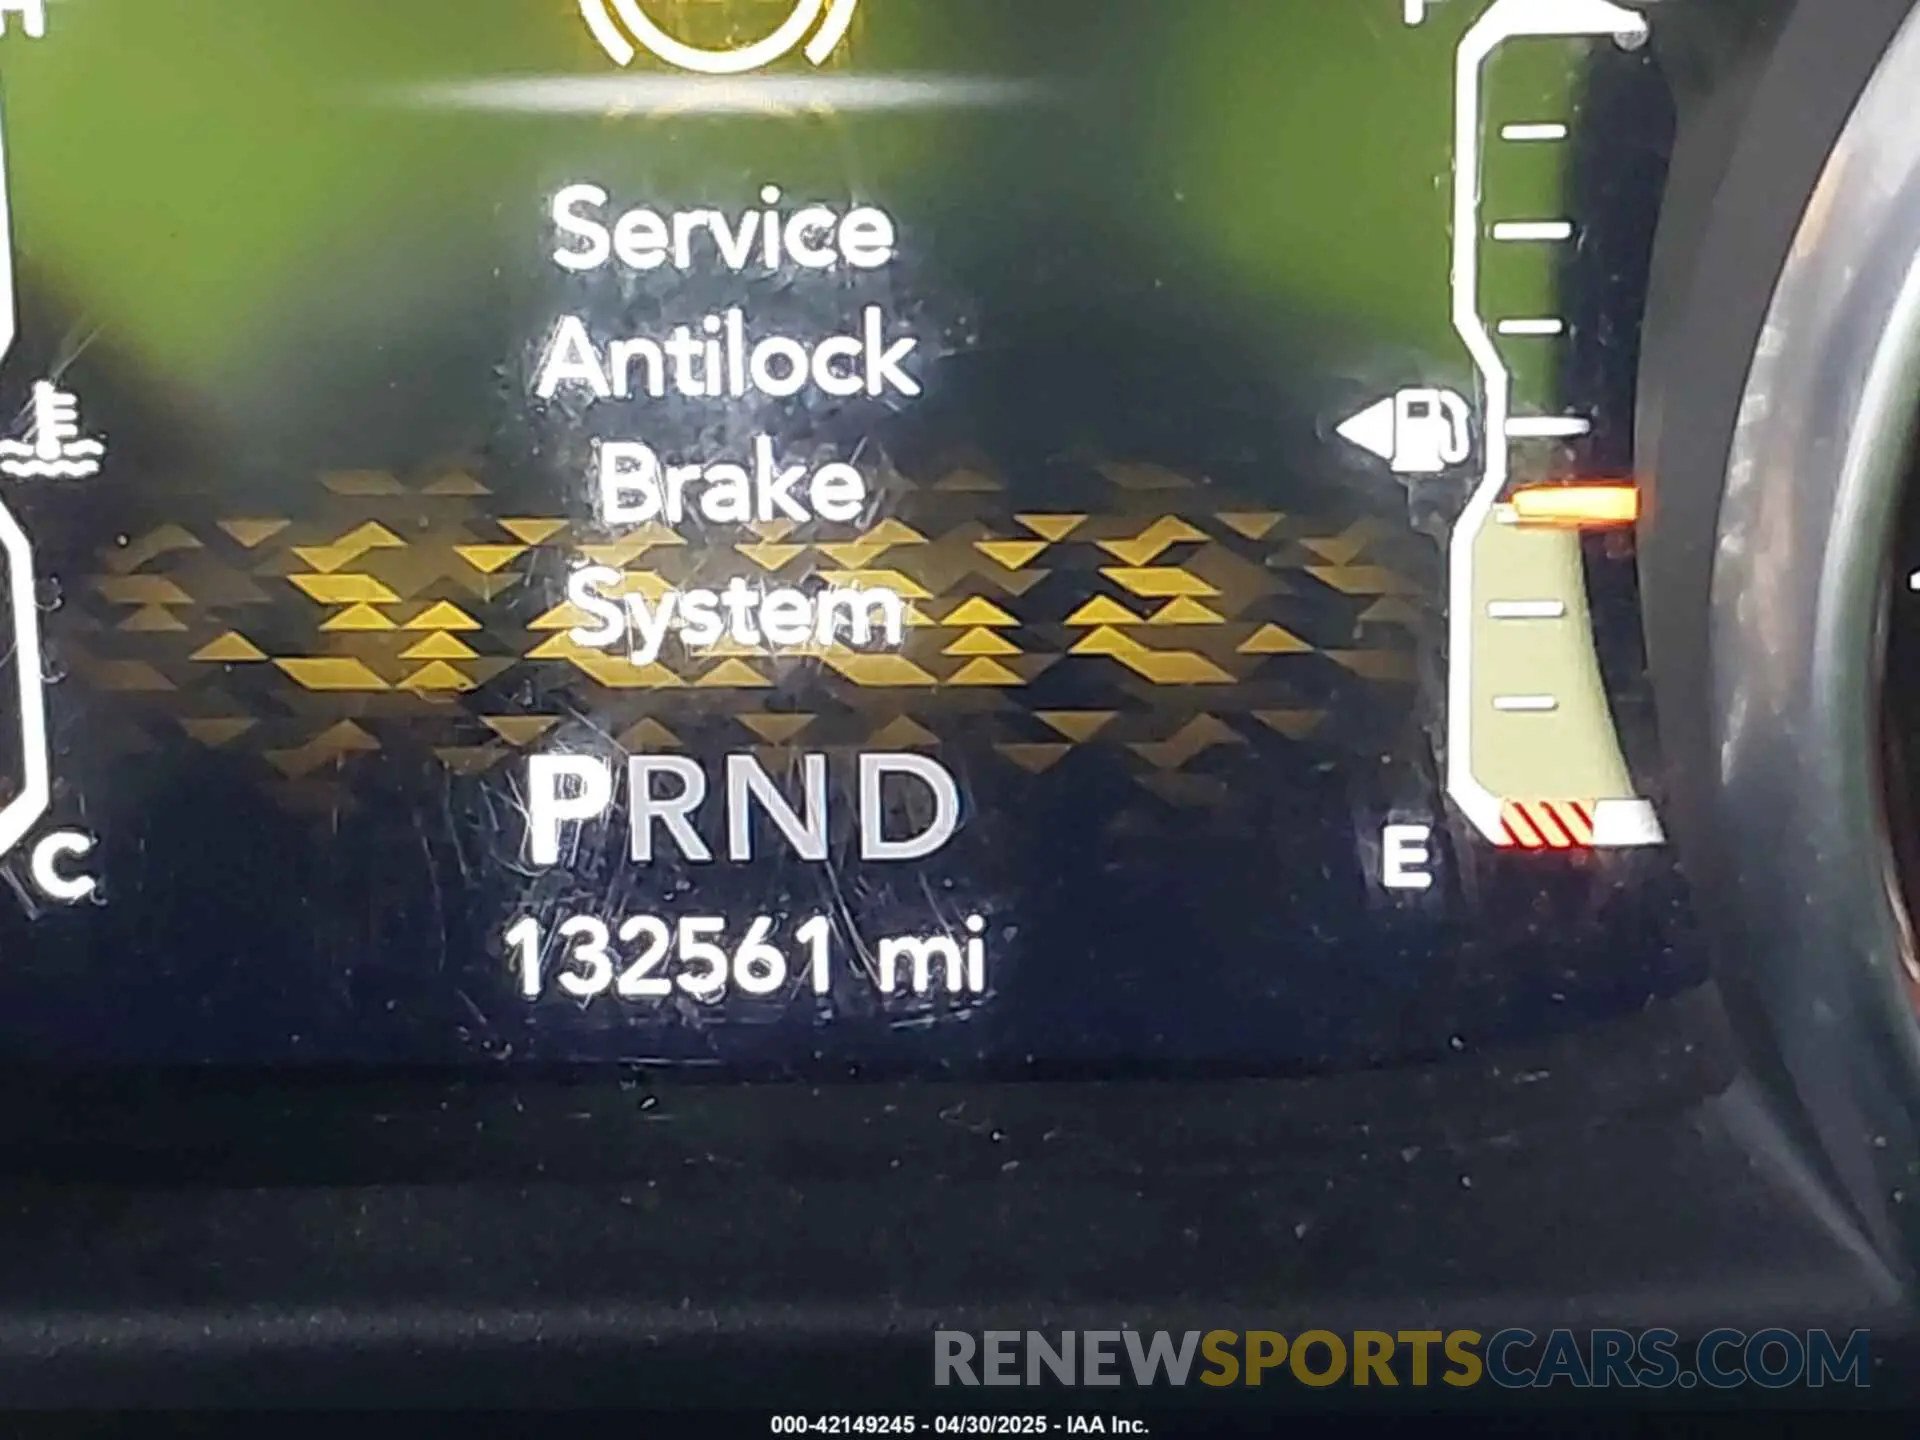 Service
Antilock
Brake
System
PRND
132561 mi
C
E
RENEWSPORTSCARS.COM
000-42149245 - 04/30/2025 - IAA Inc.